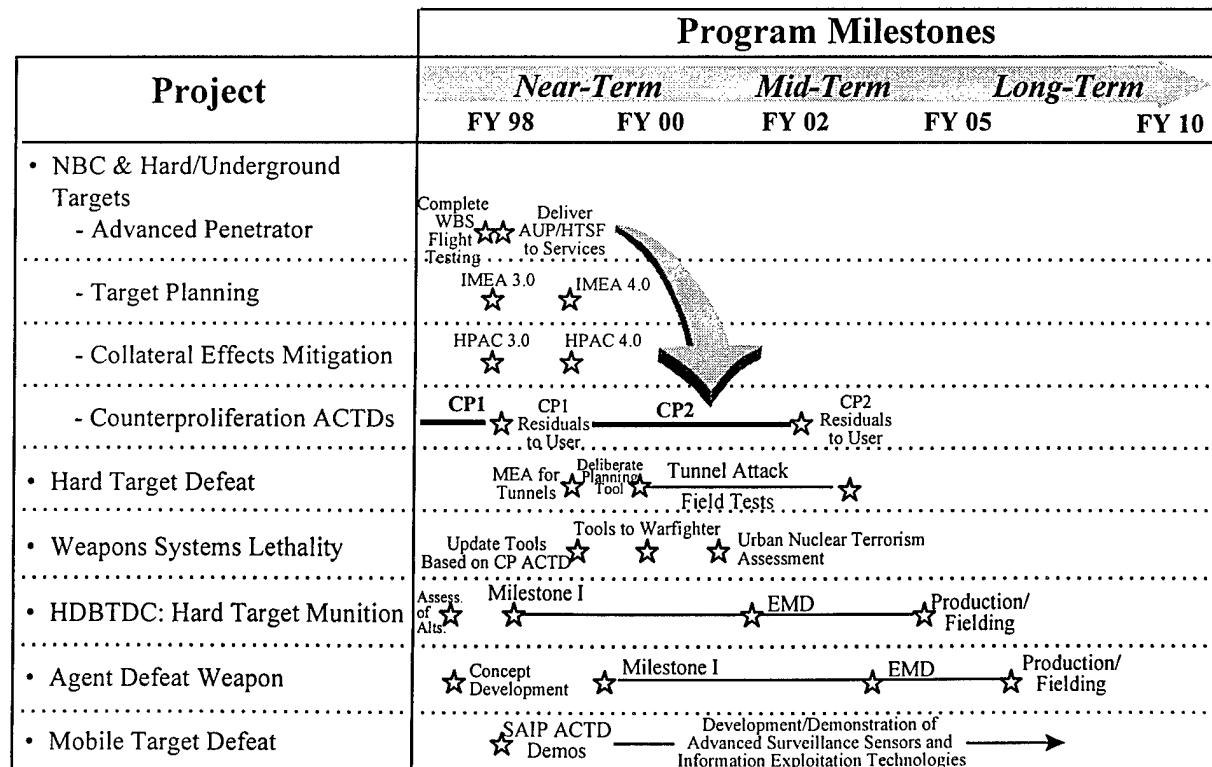 Program Milestones
Project
Near-Term Mid-Term Long-Term
FY 98 FY 00 FY 02 FY 05 FY 10
• NBC & Hard/Underground
Targets
- Advanced Penetrator
Complete
WBS
Flight
Testing
Deliver
AUP/HTSF
to Services
- Target Planning
IMEA 3.0 IMEA 4.0
- Collateral Effects Mitigation
HPAC 3.0 HPAC 4.0
- Counterproliferation ACTDs
CP1
CP1
Residuals
to User
CP2
CP2
Residuals
to User
• Hard Target Defeat
MEA for
Tunnels
Deliberate
Planning
Tool
Tunnel Attack
Field Tests
• Weapons Systems Lethality
Update Tools
Based on CP ACTD
Tools to Warfighter
Urban Nuclear Terrorism
Assessment
• HDBTDC: Hard Target Munition
Assess.
of
Alts.
Milestone I
EMD
Production/
Fielding
• Agent Defeat Weapon
Concept
Development
Milestone I
EMD
Production/
Fielding
• Mobile Target Defeat
SAIP ACTD
Demos
Development/Demonstration of
Advanced Surveillance Sensors and
Information Exploitation Technologies